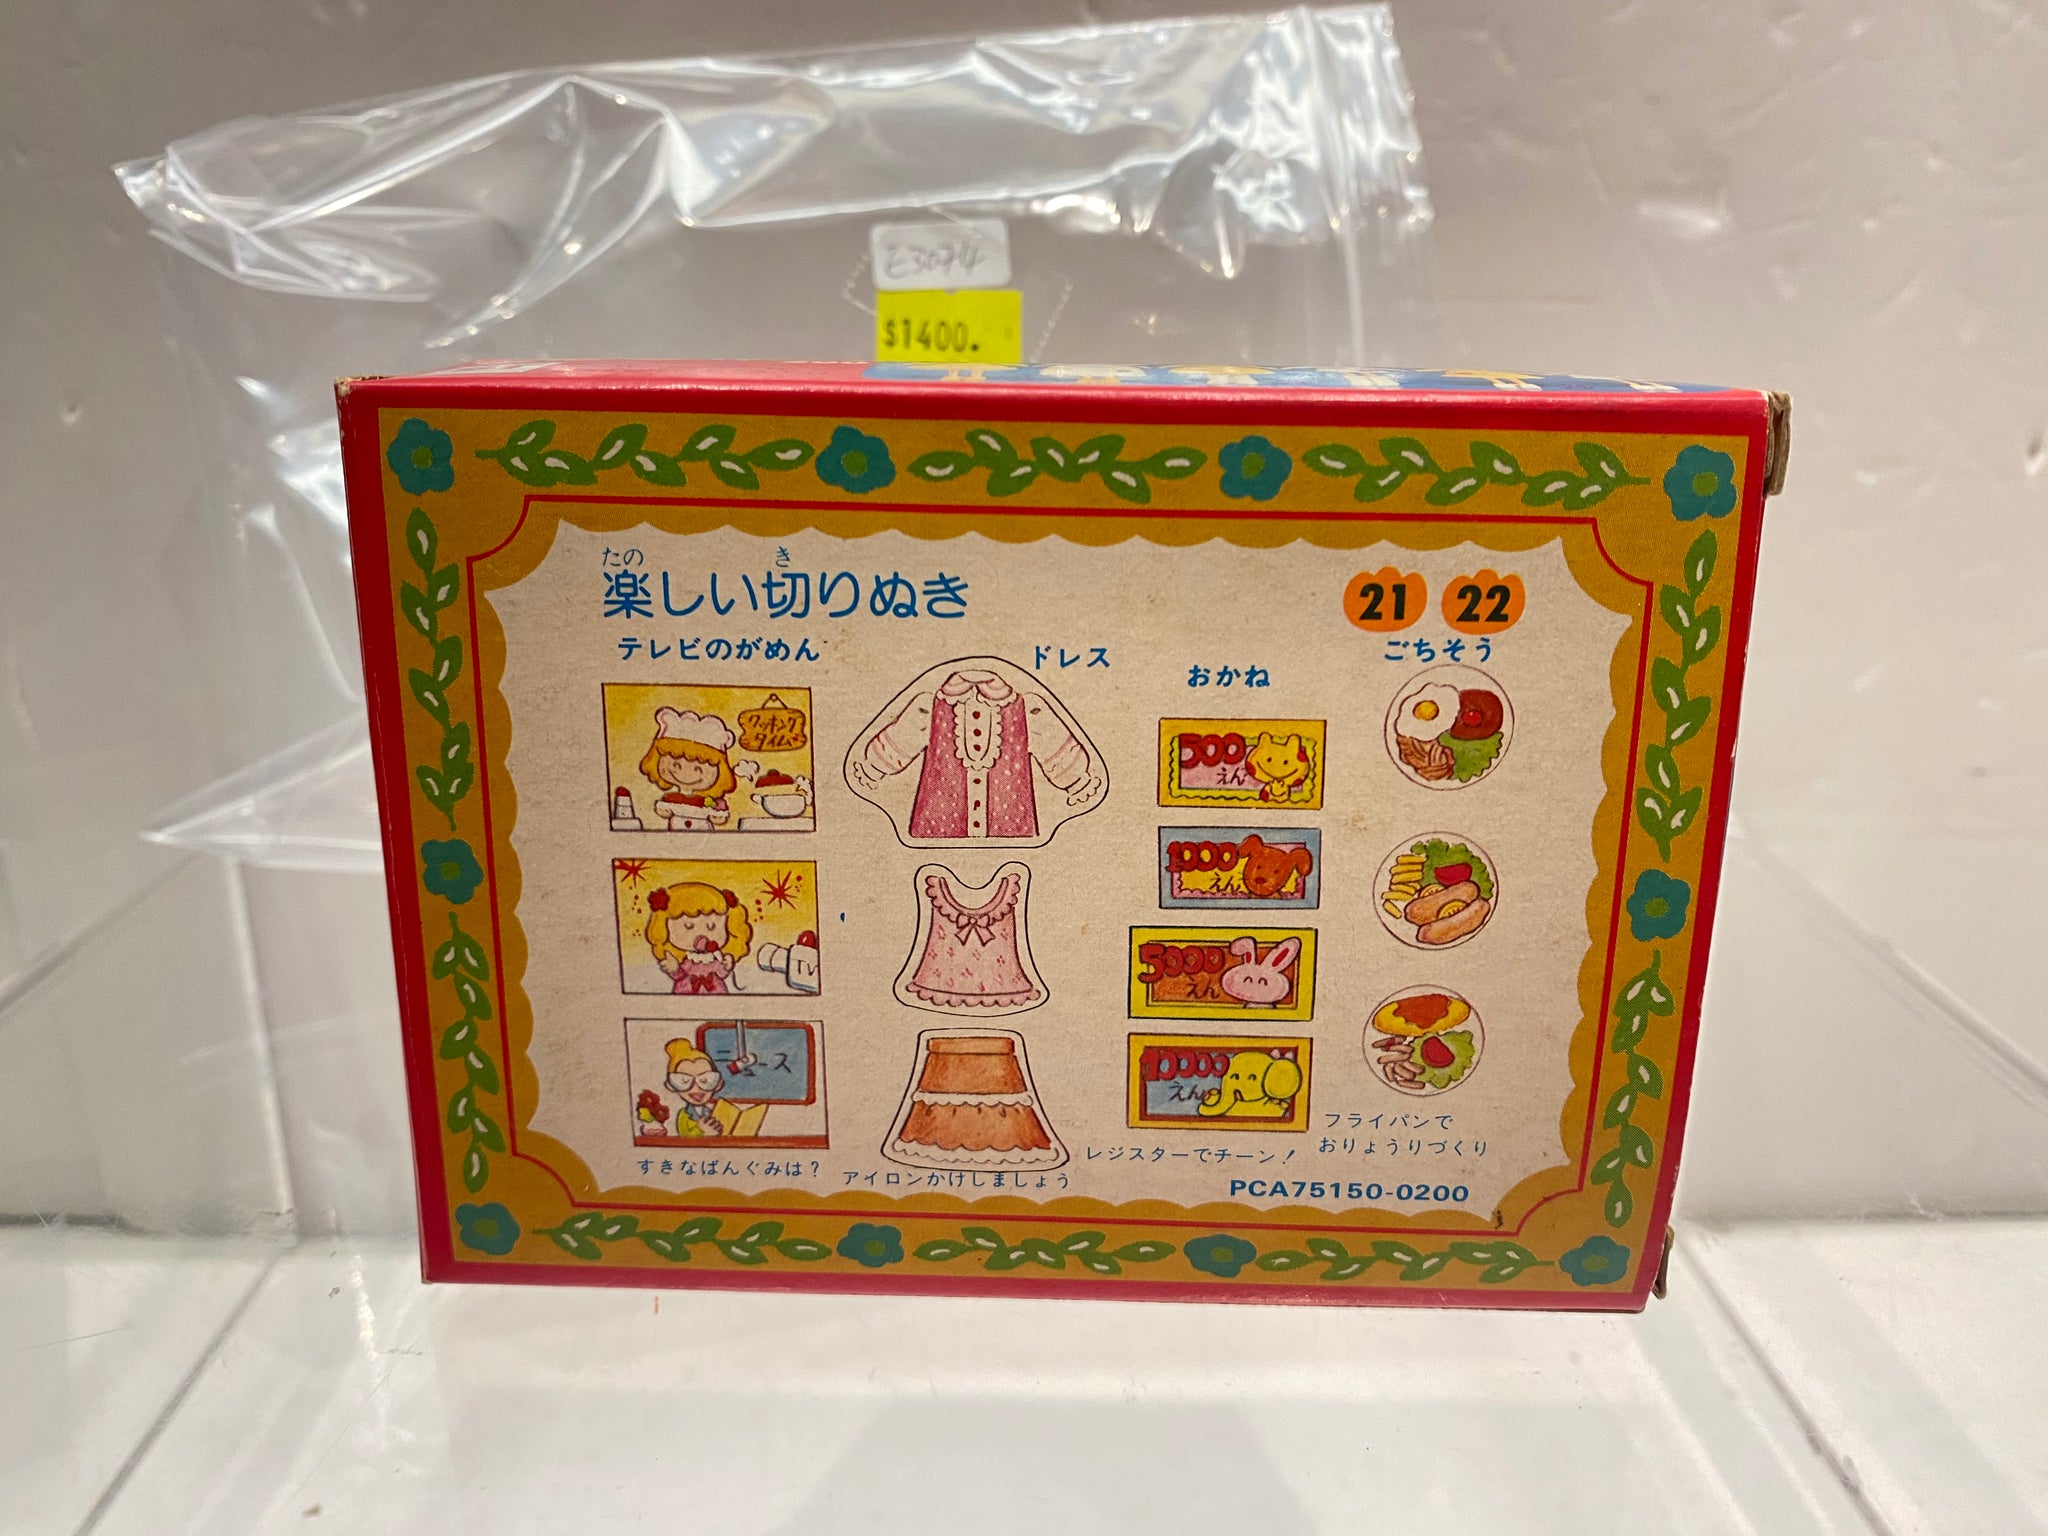 E3074
$1400.
たの き
楽しい切りぬき
21 22
テレビのがめん
ドレス
おかね
ごちそう
クッキング
タイム
500
えん
1000
えん
TV
5000
えん
ニュース
10000
えん
すきなばんぐみは?
アイロンかけしましょう
レジスターでチーン!
フライパンで
おりょうりづくり
PCA75150-0200